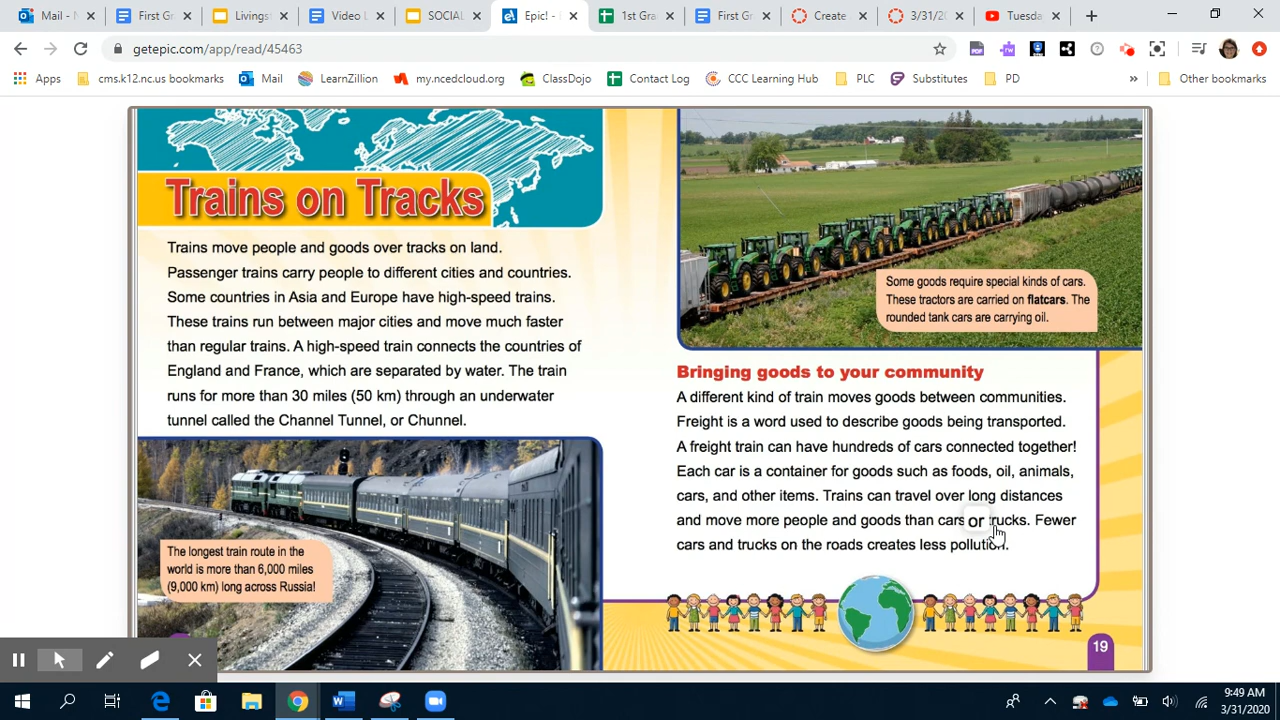 Mail - N
First G
Livings
Video L
SOCIAL
Epic! - E
1st Gra
First G
Create
3/31/20
Tuesda
getepic.com/app/read/45463
Apps
cms.k12.nc.us bookmarks
Mail
LearnZillion
my.ncedcloud.org
ClassDojo
Contact Log
CCC Learning Hub
PLC
Substitutes
PD
Other bookmarks
Trains on Tracks
Trains move people and goods over tracks on land.
Passenger trains carry people to different cities and countries.
Some countries in Asia and Europe have high-speed trains.
These trains run between major cities and move much faster
than regular trains. A high-speed train connects the countries of
England and France, which are separated by water. The train
runs for more than 30 miles (50 km) through an underwater
tunnel called the Channel Tunnel, or Chunnel.
The longest train route in the
world is more than 6,000 miles
(9,000 km) long across Russia!
Some goods require special kinds of cars.
These tractors are carried on flatcars. The
rounded tank cars are carrying oil.
Bringing goods to your community
A different kind of train moves goods between communities.
Freight is a word used to describe goods being transported.
A freight train can have hundreds of cars connected together!
Each car is a container for goods such as foods, oil, animals,
cars, and other items. Trains can travel over long distances
and move more people and goods than cars or trucks. Fewer
cars and trucks on the roads creates less pollution.
19
9:49 AM
3/31/2020